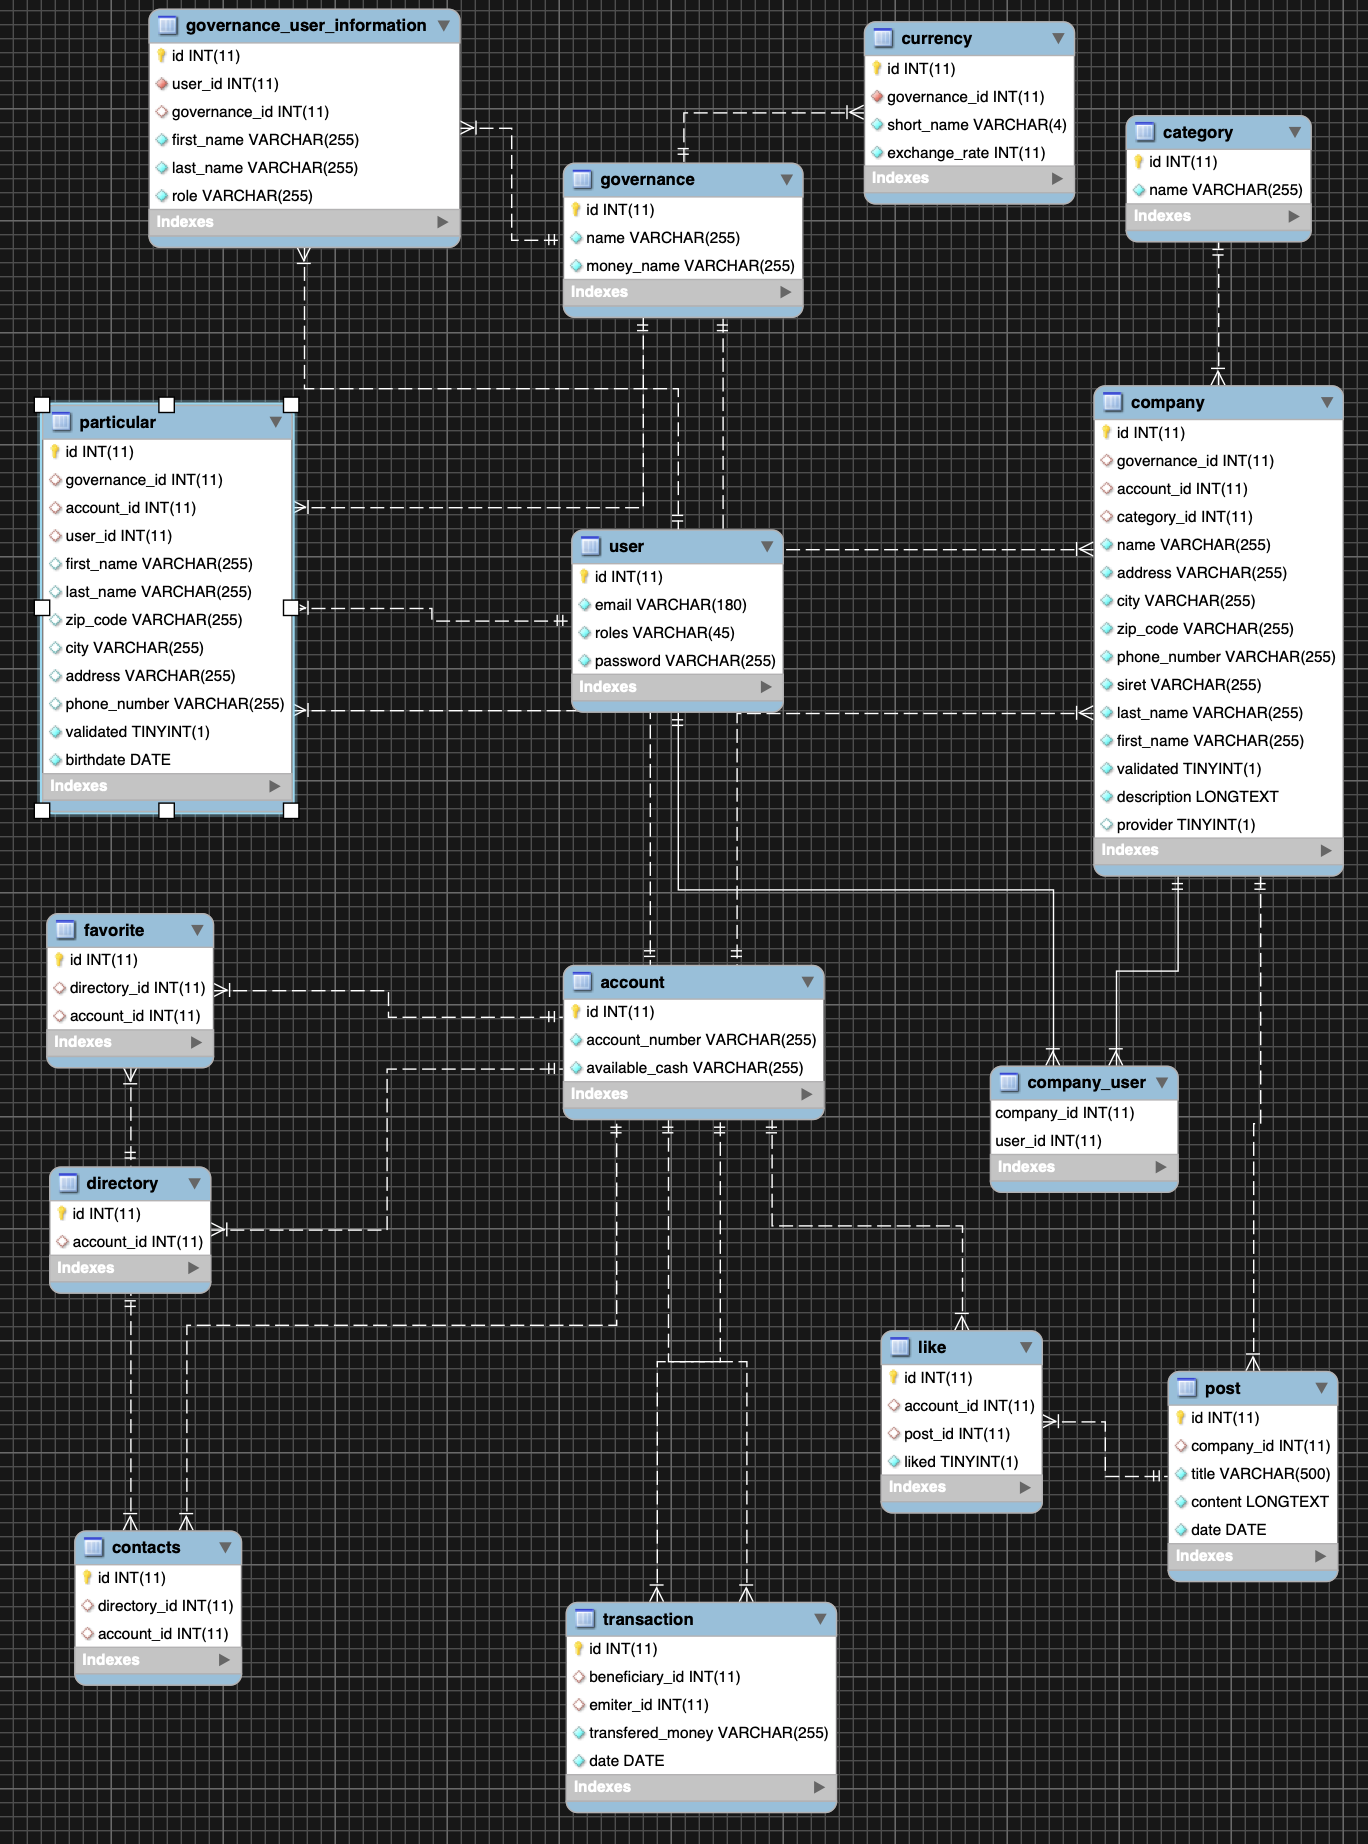 governance_user_information
id INT(11)
user_id INT(11)
governance_id INT(11)
first_name VARCHAR(255)
last_name VARCHAR(255)
role VARCHAR(255)
Indexes
currency
id INT(11)
governance_id INT(11)
short_name VARCHAR(4)
exchange_rate INT(11)
Indexes
category
id INT(11)
name VARCHAR(255)
Indexes
governance
id INT(11)
name VARCHAR(255)
money_name VARCHAR(255)
Indexes
particular
id INT(11)
governance_id INT(11)
account_id INT(11)
user_id INT(11)
first_name VARCHAR(255)
last_name VARCHAR(255)
zip_code VARCHAR(255)
city VARCHAR(255)
address VARCHAR(255)
phone_number VARCHAR(255)
validated TINYINT(1)
birthdate DATE
Indexes
user
id INT(11)
email VARCHAR(180)
roles VARCHAR(45)
password VARCHAR(255)
Indexes
company
id INT(11)
governance_id INT(11)
account_id INT(11)
category_id INT(11)
name VARCHAR(255)
address VARCHAR(255)
city VARCHAR(255)
zip_code VARCHAR(255)
phone_number VARCHAR(255)
siret VARCHAR(255)
last_name VARCHAR(255)
first_name VARCHAR(255)
validated TINYINT(1)
description LONGTEXT
provider TINYINT(1)
Indexes
favorite
id INT(11)
directory_id INT(11)
account_id INT(11)
Indexes
account
id INT(11)
account_number VARCHAR(255)
available_cash VARCHAR(255)
Indexes
company_user
company_id INT(11)
user_id INT(11)
Indexes
directory
id INT(11)
account_id INT(11)
Indexes
like
id INT(11)
account_id INT(11)
post_id INT(11)
liked TINYINT(1)
Indexes
post
id INT(11)
company_id INT(11)
title VARCHAR(500)
content LONGTEXT
date DATE
Indexes
contacts
id INT(11)
directory_id INT(11)
account_id INT(11)
Indexes
transaction
id INT(11)
beneficiary_id INT(11)
emiter_id INT(11)
transfered_money VARCHAR(255)
date DATE
Indexes